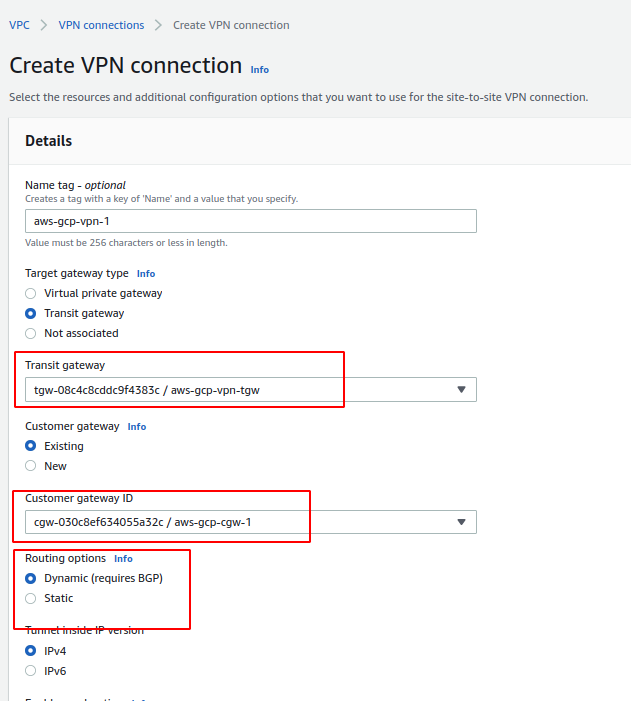 VPC > VPN connections > Create VPN connection
Create VPN connection Info
Select the resources and additional configuration options that you want to use for the site-to-site VPN connection.
Details
Name tag - optional
Creates a tag with a key of 'Name' and a value that you specify.
aws-gcp-vpn-1
Value must be 256 characters or less in length.
Target gateway type Info
Virtual private gateway
Transit gateway
Not associated
Transit gateway
tgw-08c4c8cddc9f4383c / aws-gcp-vpn-tgw
Customer gateway Info
Existing
New
Customer gateway ID
cgw-030c8ef634055a32c / aws-gcp-cgw-1
Routing options Info
Dynamic (requires BGP)
Static
Tunnel inside IP version
IPv4
IPv6